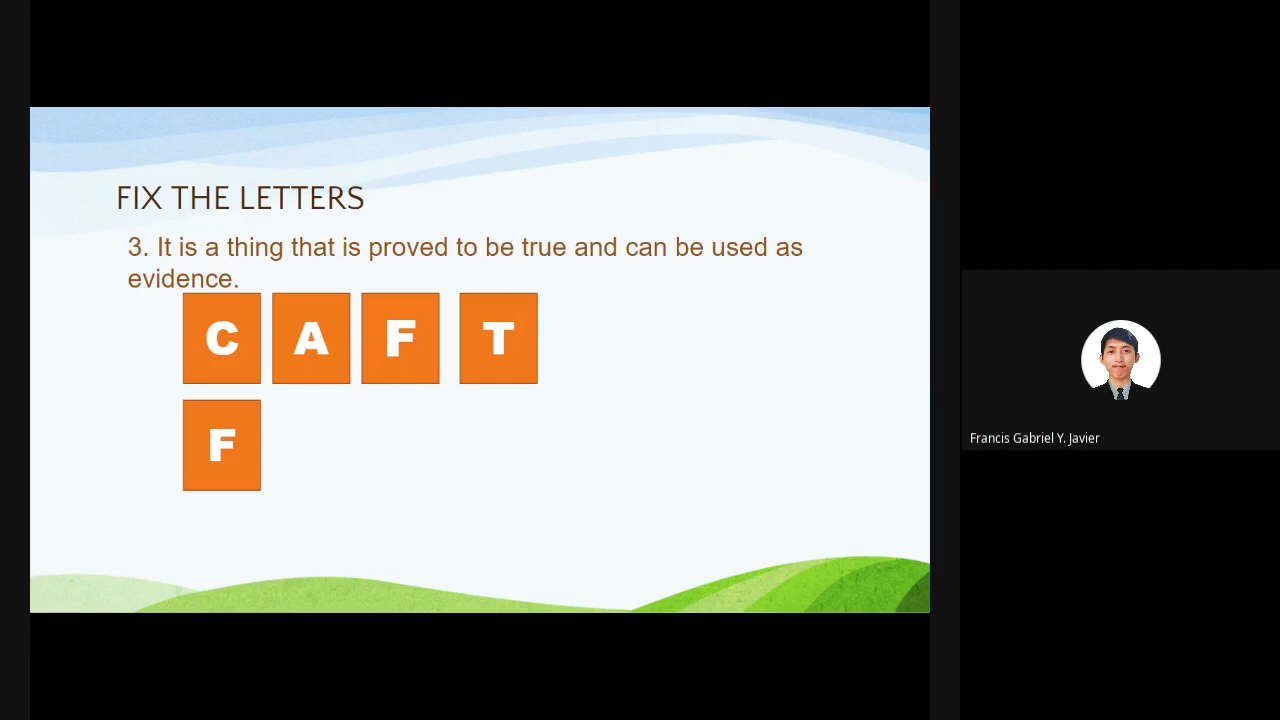 FIX THE LETTERS
3. It is a thing that is proved to be true and can be used as
evidence.
C A F T
F
Francis Gabriel Y. Javier